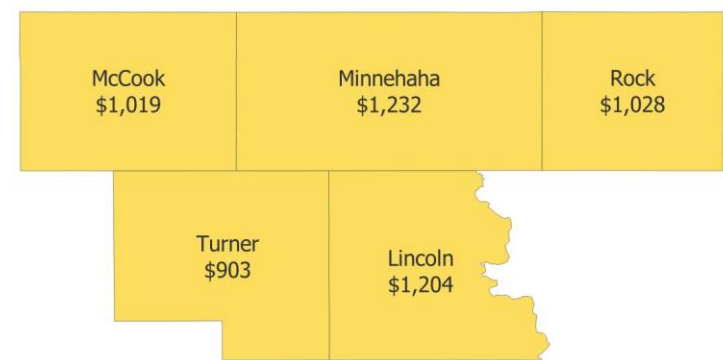 McCook
$1,019
Minnehaha
$1,232
Rock
$1,028
Turner
$903
Lincoln
$1,204